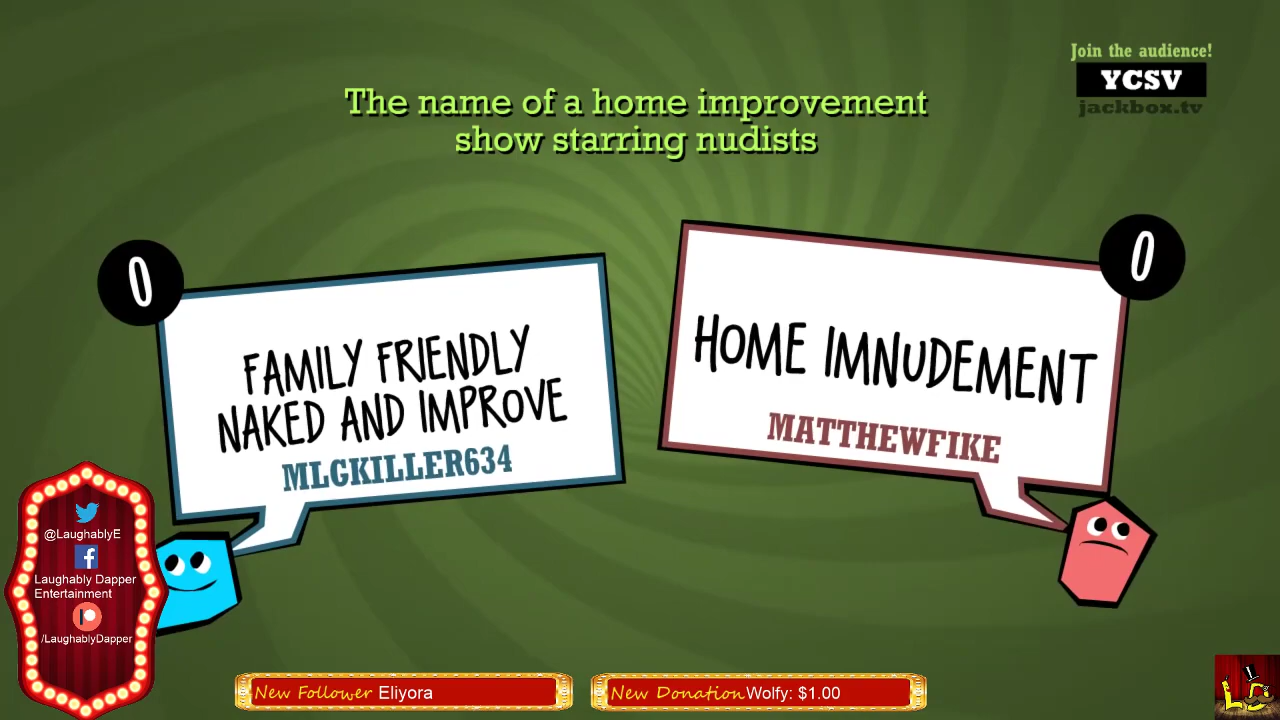 Join the audience!
YCSV
jackbox.tv
The name of a home improvement
show starring nudists
0
0
FAMILY FRIENDLY
NAKED AND IMPROVE
MLGKILLER634
HOME IMNUDEMENT
MATTHEWFIKE
@LaughablyE
Laughably Dapper
Entertainment
/LaughablyDapper
New Follower Eliyora
New Donation Wolfy: $1.00
LD